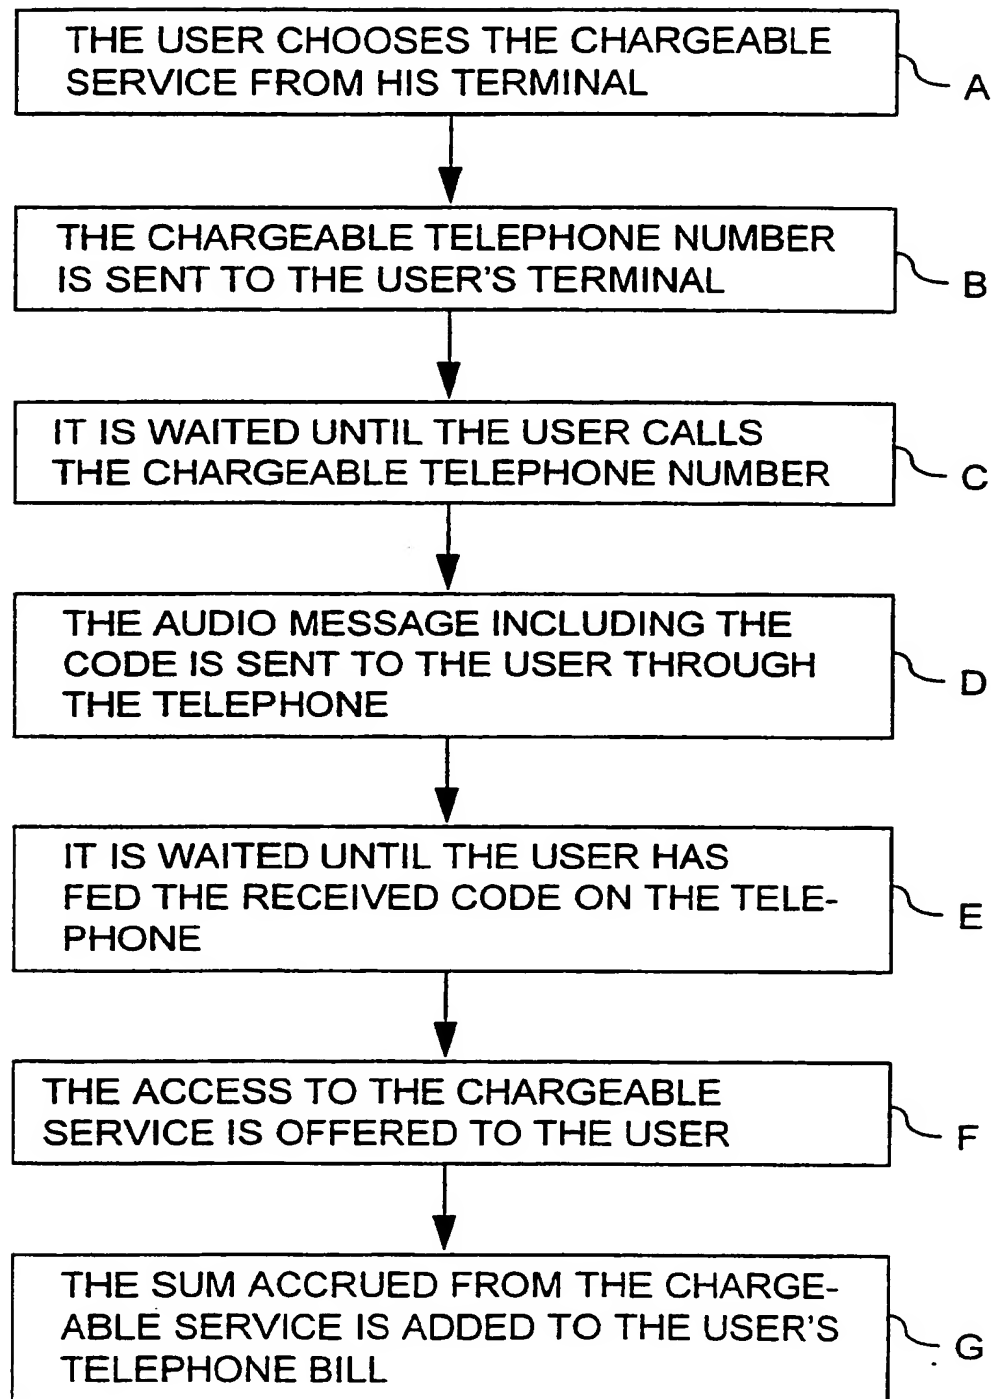 THE USER CHOOSES THE CHARGEABLE
SERVICE FROM HIS TERMINAL
A
THE CHARGEABLE TELEPHONE NUMBER
IS SENT TO THE USER'S TERMINAL
B
IT IS WAITED UNTIL THE USER CALLS
THE CHARGEABLE TELEPHONE NUMBER
C
THE AUDIO MESSAGE INCLUDING THE
CODE IS SENT TO THE USER THROUGH
THE TELEPHONE
D
IT IS WAITED UNTIL THE USER HAS
FED THE RECEIVED CODE ON THE TELE-
PHONE
E
THE ACCESS TO THE CHARGEABLE
SERVICE IS OFFERED TO THE USER
F
THE SUM ACCRUED FROM THE CHARGE-
ABLE SERVICE IS ADDED TO THE USER'S
TELEPHONE BILL
G